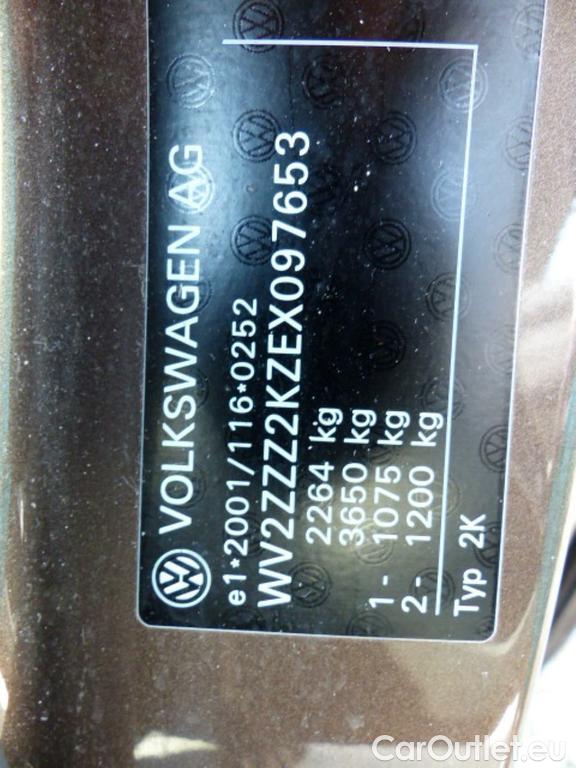 VOLKSWAGEN AG
e1*2001/116*0252
WV2ZZZ2KZEX097653
2264 kg
3650 kg
1- 1075 kg
2- 1200 kg
Typ 2K
CarOutlet.eu